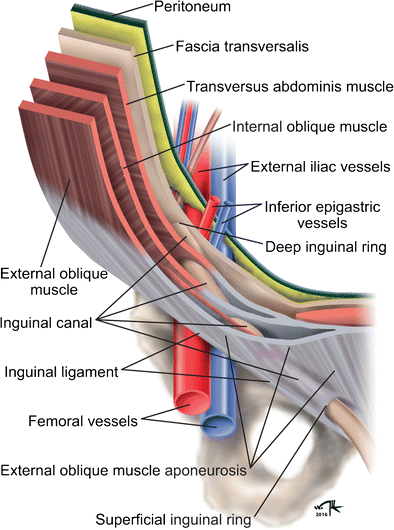 Peritoneum
Fascia transversalis
Transversus abdominis muscle
Internal oblique muscle
External iliac vessels
Inferior epigastric
vessels
Deep inguinal ring
External oblique
muscle
Inguinal canal
Inguinal ligament
Femoral vessels
External oblique muscle aponeurosis
Superficial inguinal ring
2016